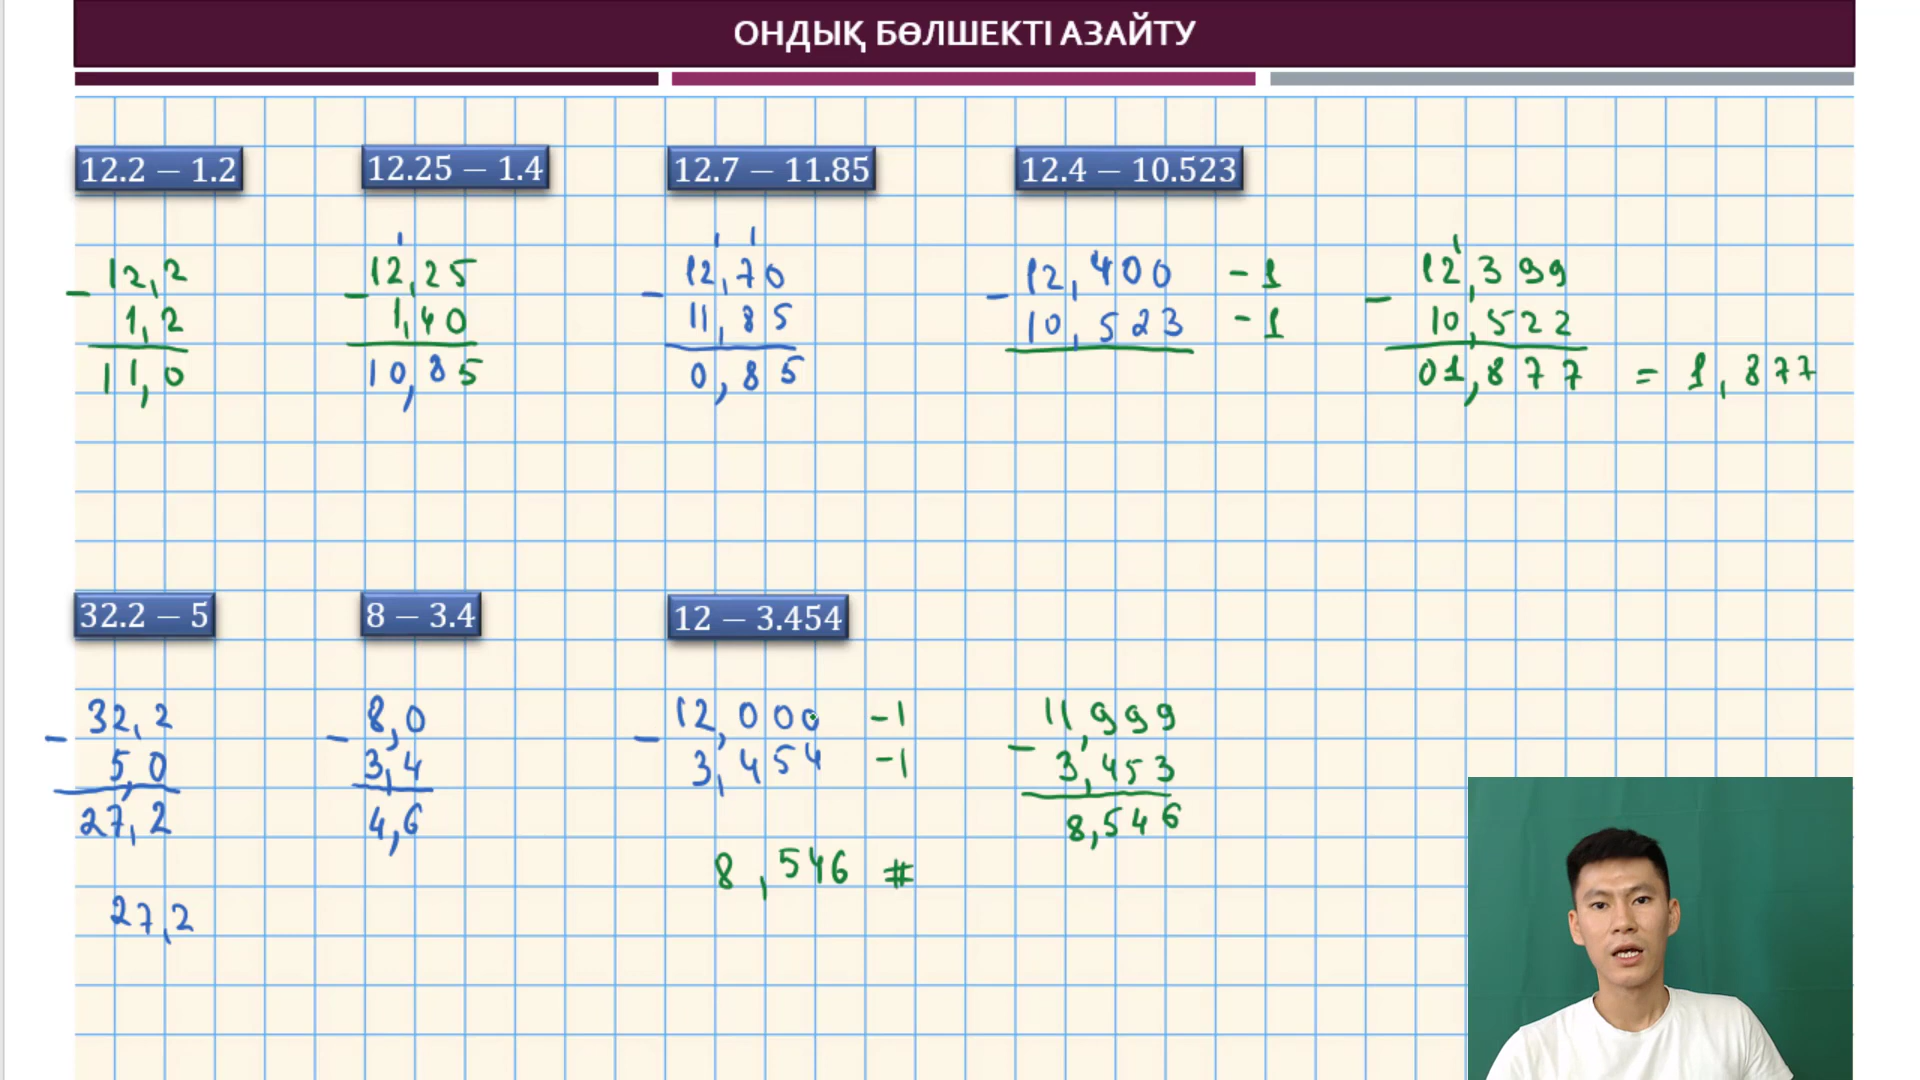 ОНДЫҚ БӨЛШЕКТІ АЗАЙТУ
12.2 − 1.2
12,2
− 1,2
11,0
12.25 − 1.4
12,25
− 1,40
10,85
12.7 − 11.85
12,70
− 11,85
0,85
12.4 − 10.523
12,400 − 1
− 10,523 − 1
12,399
− 10,522
01,877 = 1,877
32.2 − 5
32,2
− 5,0
27,2
27,2
8 − 3.4
8,0
− 3,4
4,6
12 − 3.454
12,000 − 1
− 3,454 − 1
8,546 #
11,999
− 3,453
8,546